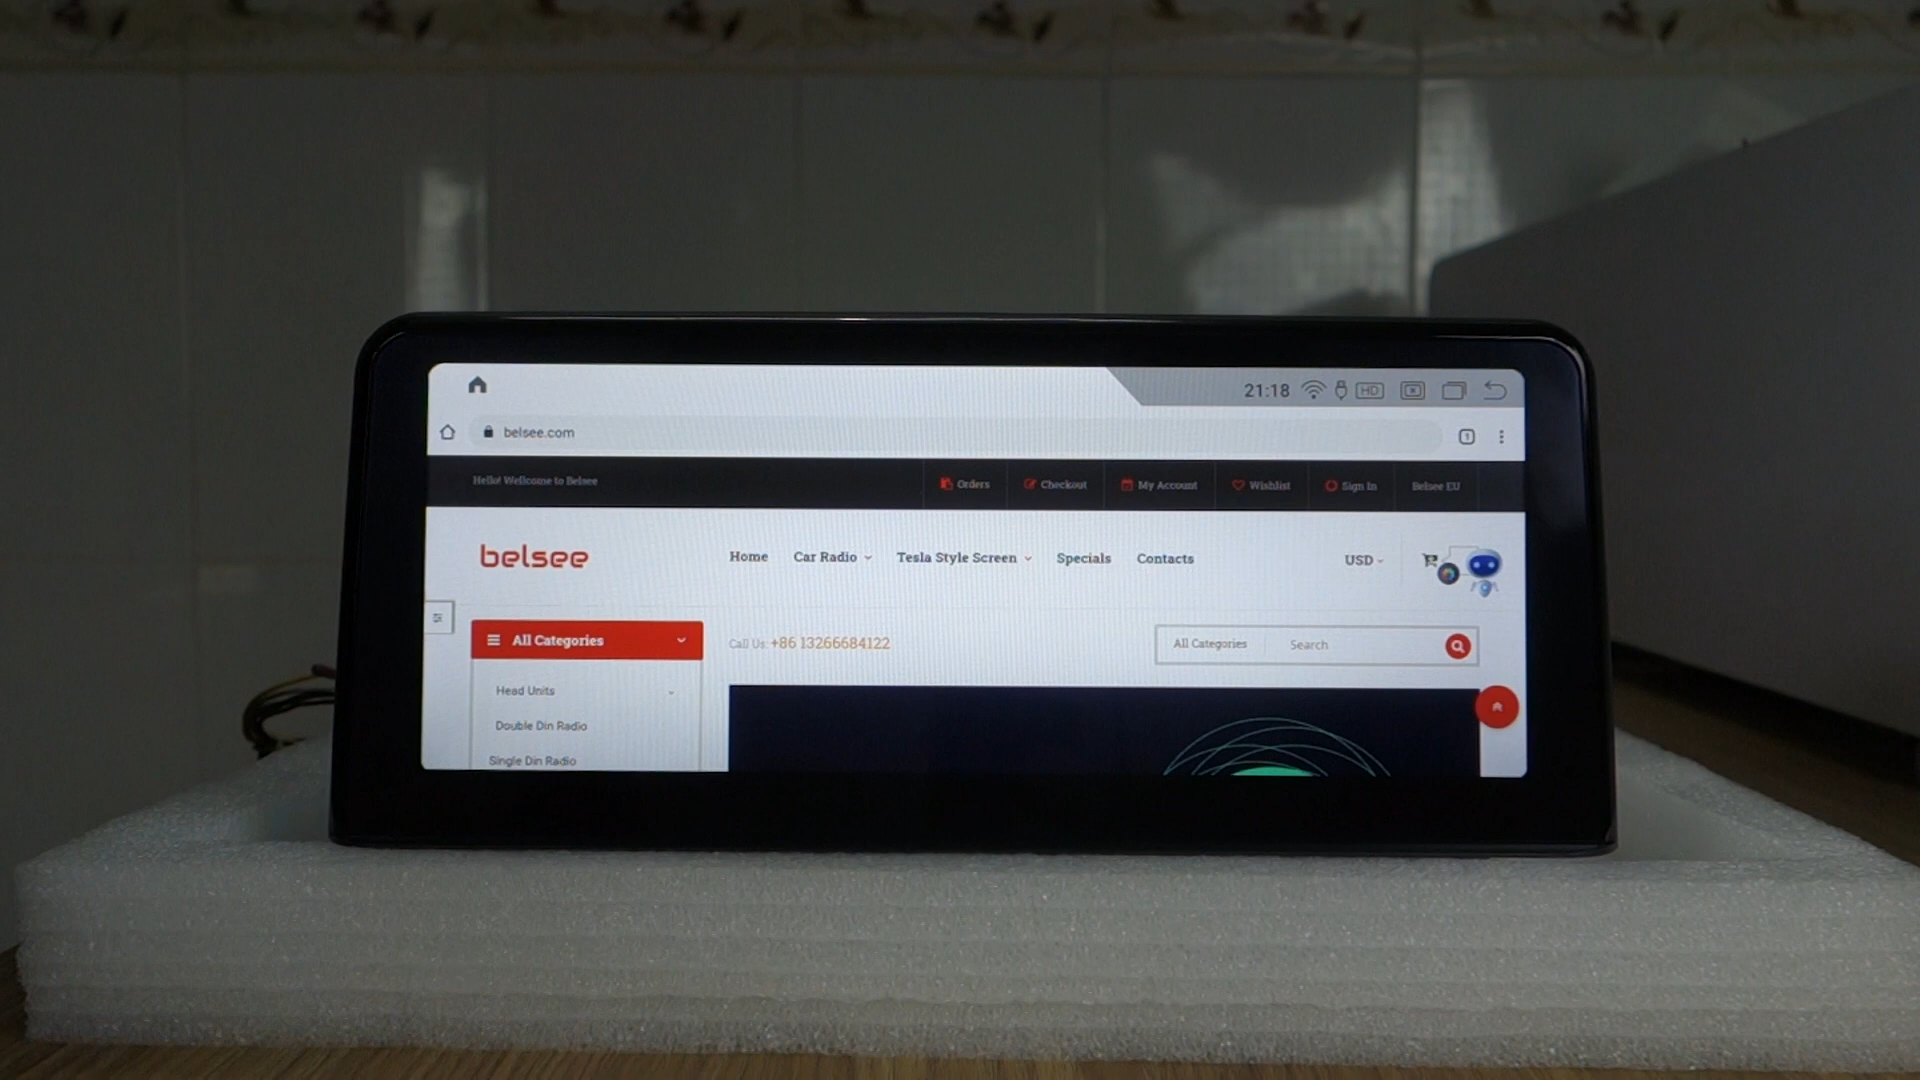 21:18 HD
belsee.com 1
Hello! Wellcome to Belsee Orders Checkout My Account Wishlist Sign In Belsee EU
belsee Home Car Radio Tesla Style Screen Specials Contacts USD
All Categories Call Us: +86 13266684122 All Categories Search
Head Units
Double Din Radio
Single Din Radio